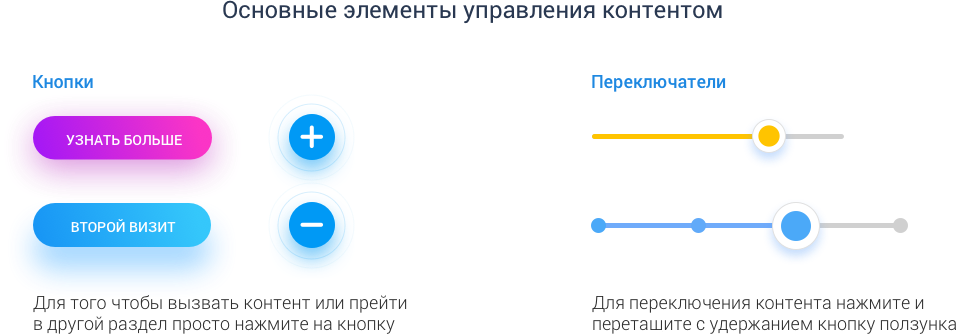 Основные элементы управления контентом
Кнопки
УЗНАТЬ БОЛЬШЕ
ВТОРОЙ ВИЗИТ
Для того чтобы вызвать контент или прейти
в другой раздел просто нажмите на кнопку
Переключатели
Для переключения контента нажмите и
переташите с удержанием кнопку ползунка